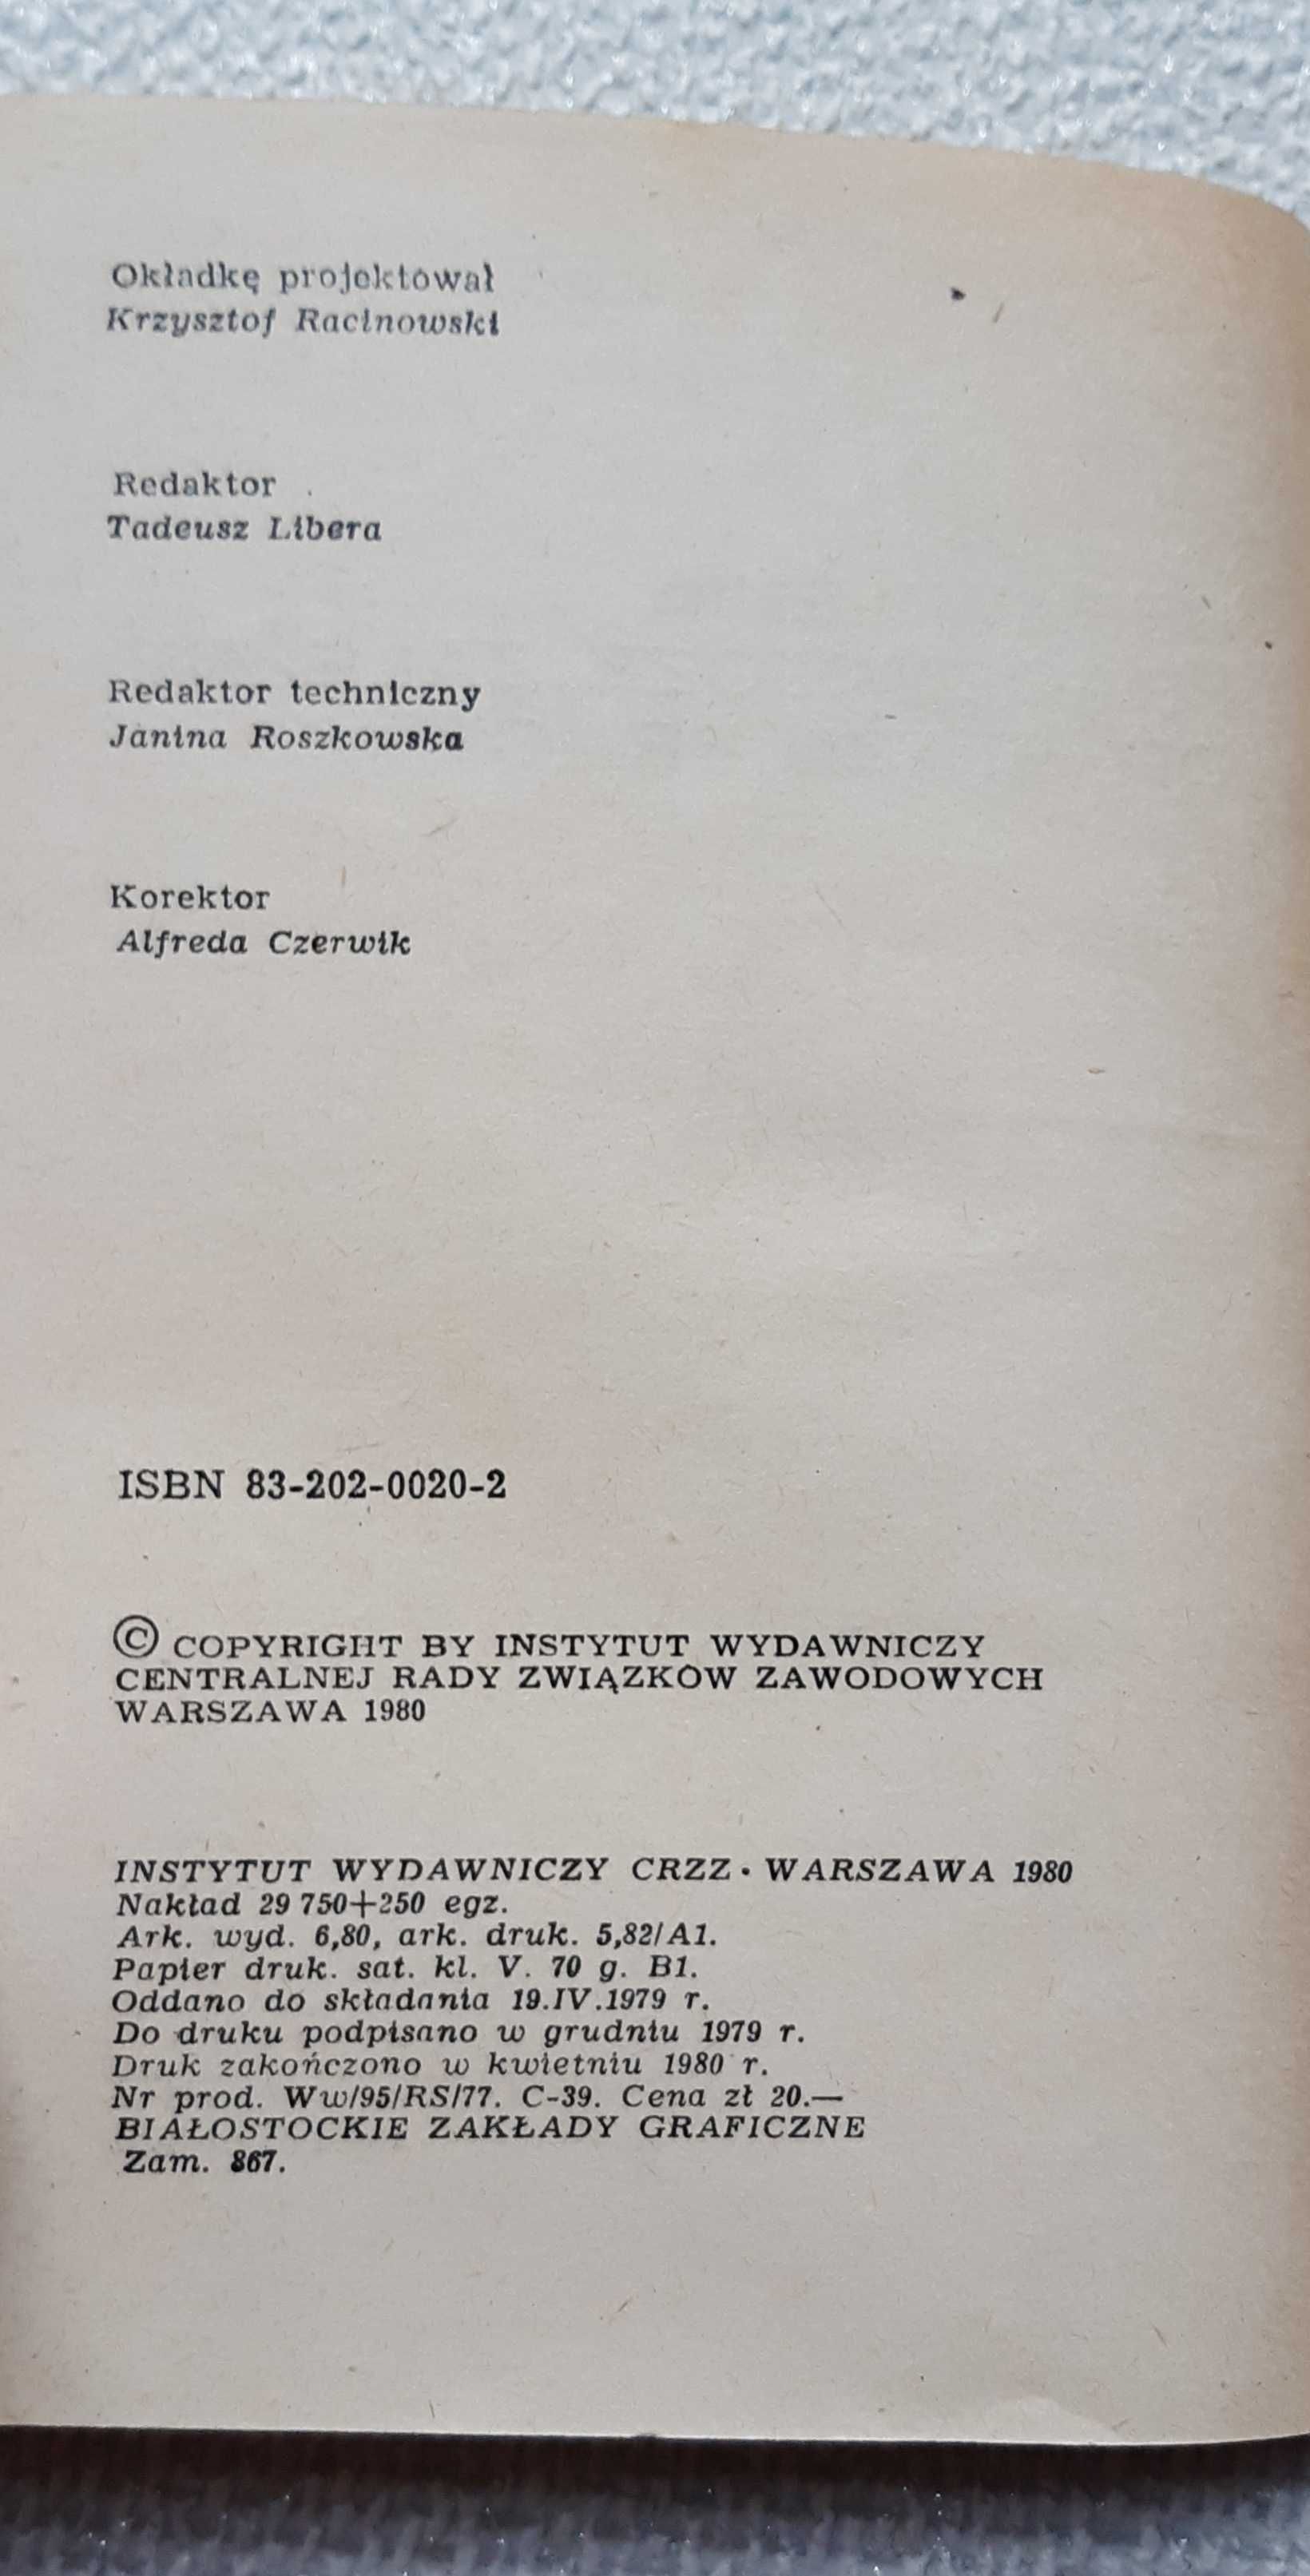 Okładkę projektował
Krzysztof Racinowski
Redaktor
Tadeusz Libera
Redaktor techniczny
Janina Roszkowska
Korektor
Alfreda Czerwik
ISBN 83-202-0020-2
© COPYRIGHT BY INSTYTUT WYDAWNICZY
CENTRALNEJ RADY ZWIĄZKÓW ZAWODOWYCH
WARSZAWA 1980
INSTYTUT WYDAWNICZY CRZZ · WARSZAWA 1980
Nakład 29 750+250 egz.
Ark. wyd. 6,80, ark. druk. 5,82/A1.
Papier druk. sat. kl. V. 70 g. B1.
Oddano do składania 19.IV.1979 r.
Do druku podpisano w grudniu 1979 r.
Druk zakończono w kwietniu 1980 r.
Nr prod. Ww/95/RS/77. C-39. Cena zł 20.—
BIAŁOSTOCKIE ZAKŁADY GRAFICZNE
Zam. 867.